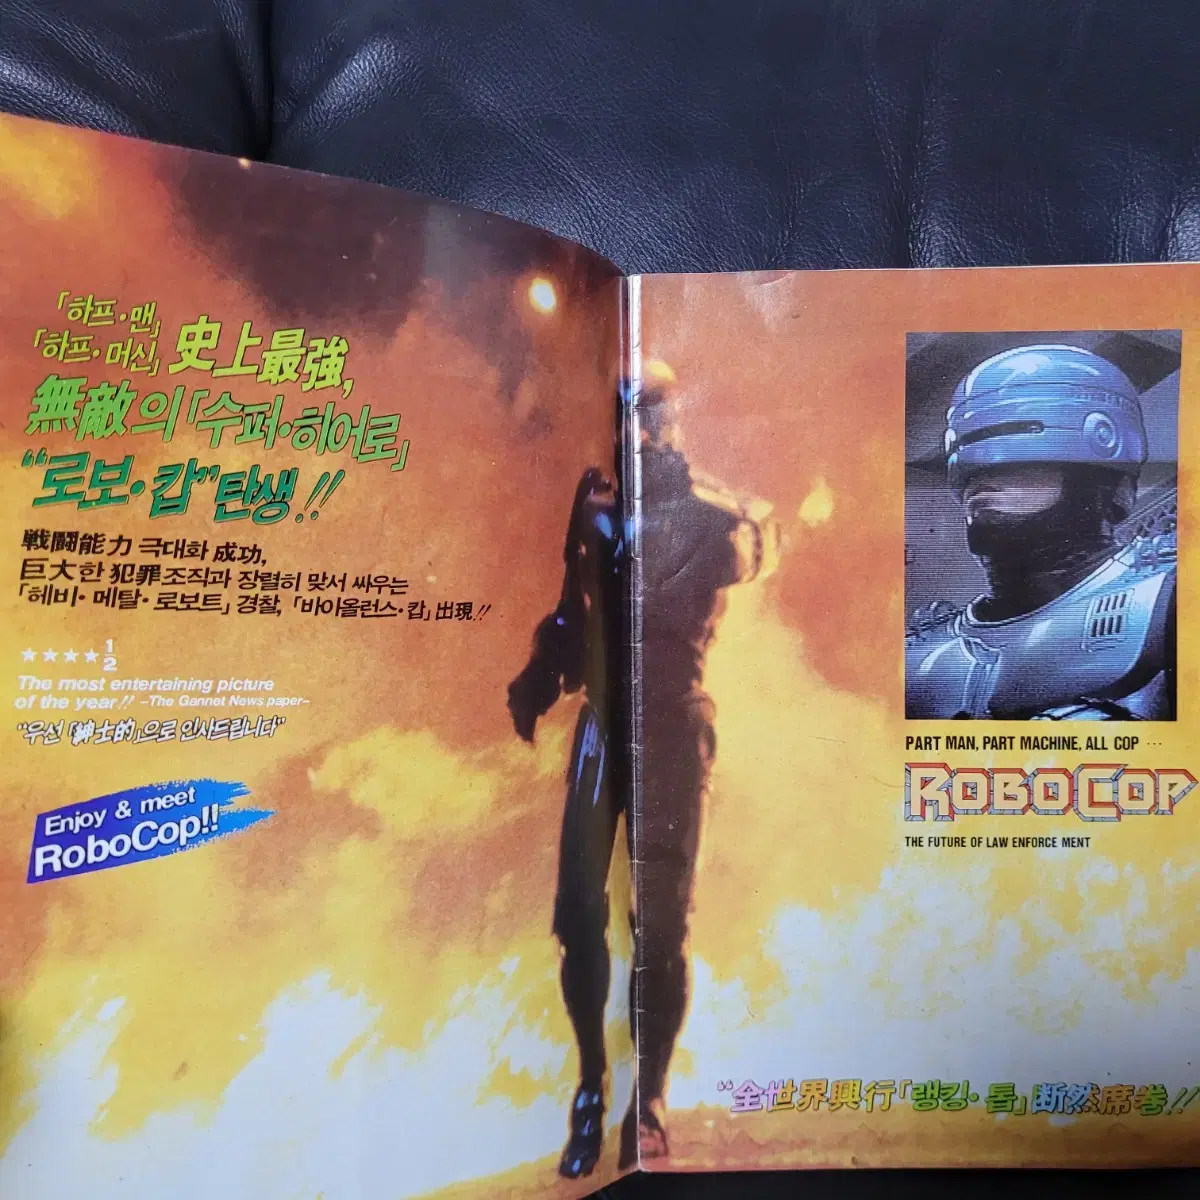 「하프·맨」
「하프·머신」史上最強,
無敵의「수퍼·히어로」
"로보·캅"탄생!!
戦闘能力 극대화 成功,
巨大한 犯罪조직과 장렬히 맞서 싸우는
「헤비·메탈·로보트」경찰,「바이올런스·캅」出現!!
★★★★1/2
The most entertaining picture
of the year!! -The Gannet News paper-
"우선「紳士的」으로 인사드립니다"
Enjoy & meet
RoboCop!!
PART MAN, PART MACHINE, ALL COP ···
ROBOCOP
THE FUTURE OF LAW ENFORCE MENT
"全世界興行「랭킹·톱」断然席巻!!